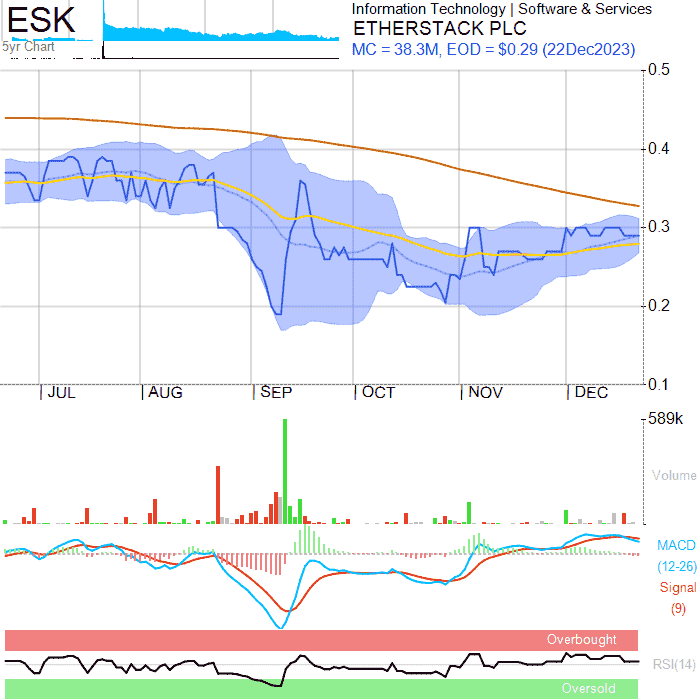 ESK
5yr Chart
Information Technology | Software & Services
ETHERSTACK PLC
MC = 38.3M, EOD = $0.29 (22Dec2023)
0.5
0.4
0.3
0.2
0.1
| JUL | AUG | SEP | OCT | NOV | DEC
589k
Volume
MACD
(12-26)
Signal
(9)
Overbought
RSI(14)
Oversold